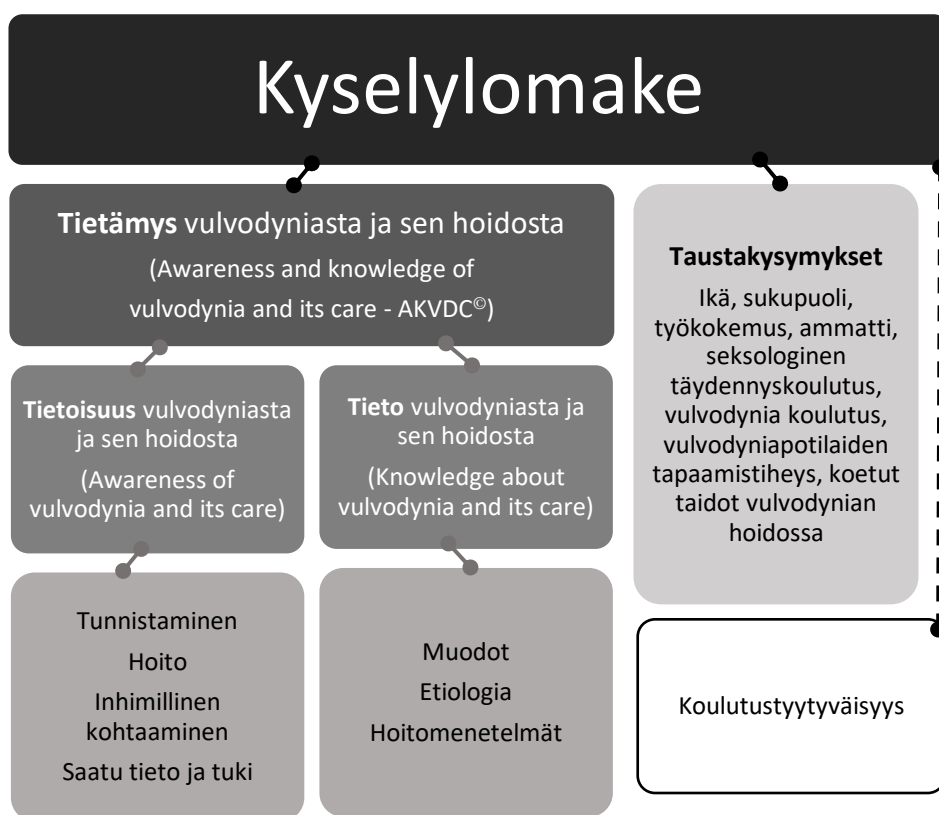 Kyselylomake
Tietämys vulvodyniasta ja sen hoidosta
(Awareness and knowledge of
vulvodynia and its care - AKVDC©)
Tietoisuus vulvodyniasta
ja sen hoidosta
(Awareness of
vulvodynia and its care)
Tieto vulvodyniasta ja
sen hoidosta
(Knowledge about
vulvodynia and its care)
Tunnistaminen
Hoito
Inhimillinen
kohtaaminen
Saatu tieto ja tuki
Muodot
Etiologia
Hoitomenetelmät
Taustakysymykset
Ikä, sukupuoli,
työkokemus, ammatti,
seksologinen
täydennyskoulutus,
vulvodynia koulutus,
vulvodyniapotilaiden
tapaamistiheys, koetut
taidot vulvodynian
hoidossa
Koulutustyytyväisyys